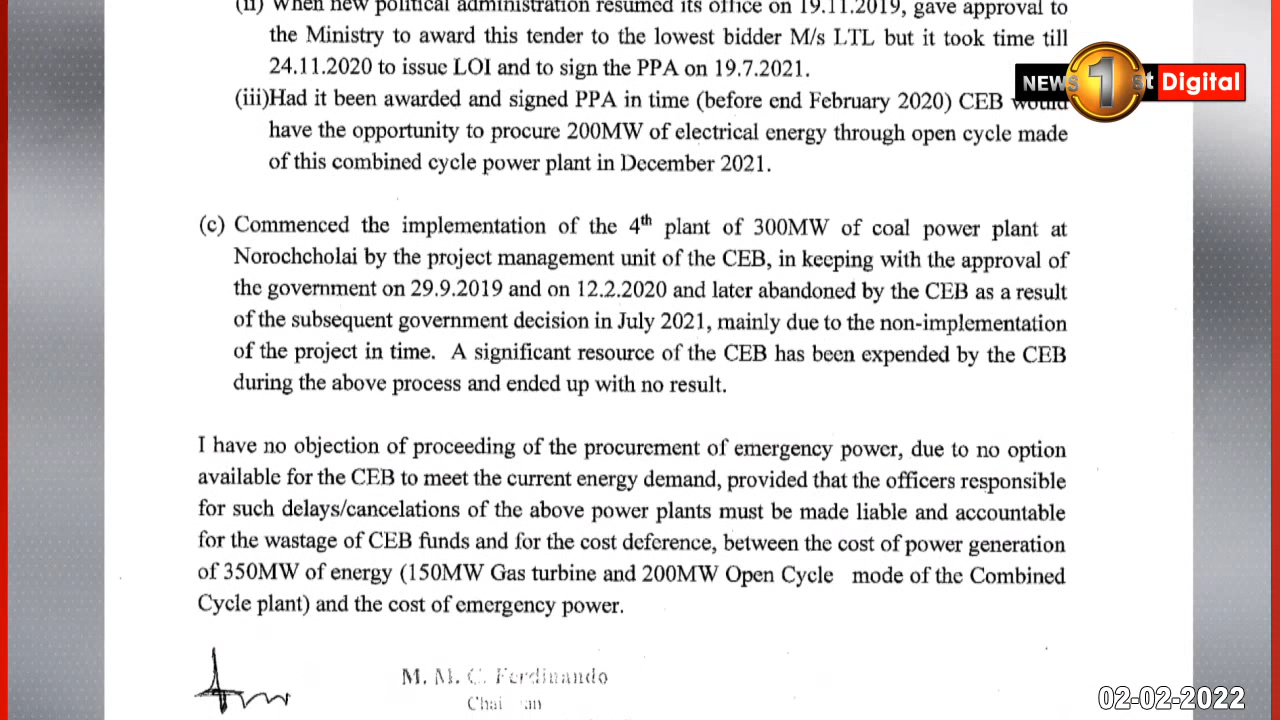 (ii) When new political administration resumed its office on 19.11.2019, gave approval to
the Ministry to award this tender to the lowest bidder M/s LTL but it took time till
24.11.2020 to issue LOI and to sign the PPA on 19.7.2021.
(iii)Had it been awarded and signed PPA in time (before end February 2020) CEB would
have the opportunity to procure 200MW of electrical energy through open cycle made
of this combined cycle power plant in December 2021.
(c) Commenced the implementation of the 4th plant of 300MW of coal power plant at
Norochcholai by the project management unit of the CEB, in keeping with the approval of
the government on 29.9.2019 and on 12.2.2020 and later abandoned by the CEB as a result
of the subsequent government decision in July 2021, mainly due to the non-implementation
of the project in time. A significant resource of the CEB has been expended by the CEB
during the above process and ended up with no result.
I have no objection of proceeding of the procurement of emergency power, due to no option
available for the CEB to meet the current energy demand, provided that the officers responsible
for such delays/cancelations of the above power plants must be made liable and accountable
for the wastage of CEB funds and for the cost deference, between the cost of power generation
of 350MW of energy (150MW Gas turbine and 200MW Open Cycle mode of the Combined
Cycle plant) and the cost of emergency power.
M. M. C. Ferdinando
NEWS 1st Digital
02-02-2022